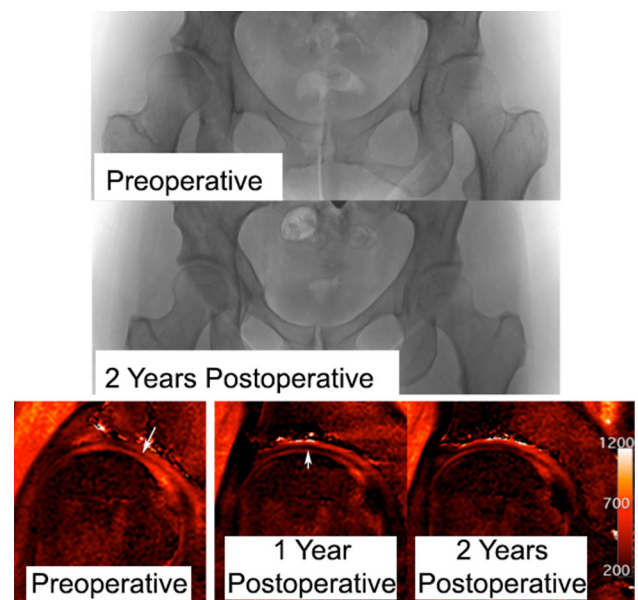 Preoperative
2 Years Postoperative
1200
700
200
Preoperative
1 Year
Postoperative
2 Years
Postoperative